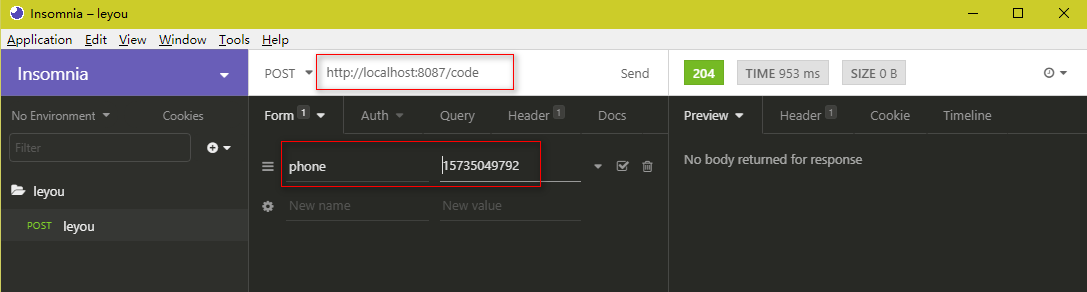 Insomnia – leyou
Application Edit View Window Tools Help
Insomnia
POST http://localhost:8087/code Send
204 TIME 953 ms SIZE 0 B
No Environment Cookies
Form 1 Auth Query Header 1 Docs
Preview Header 1 Cookie Timeline
Filter
phone 15735049792
No body returned for response
leyou
New name New value
POST leyou